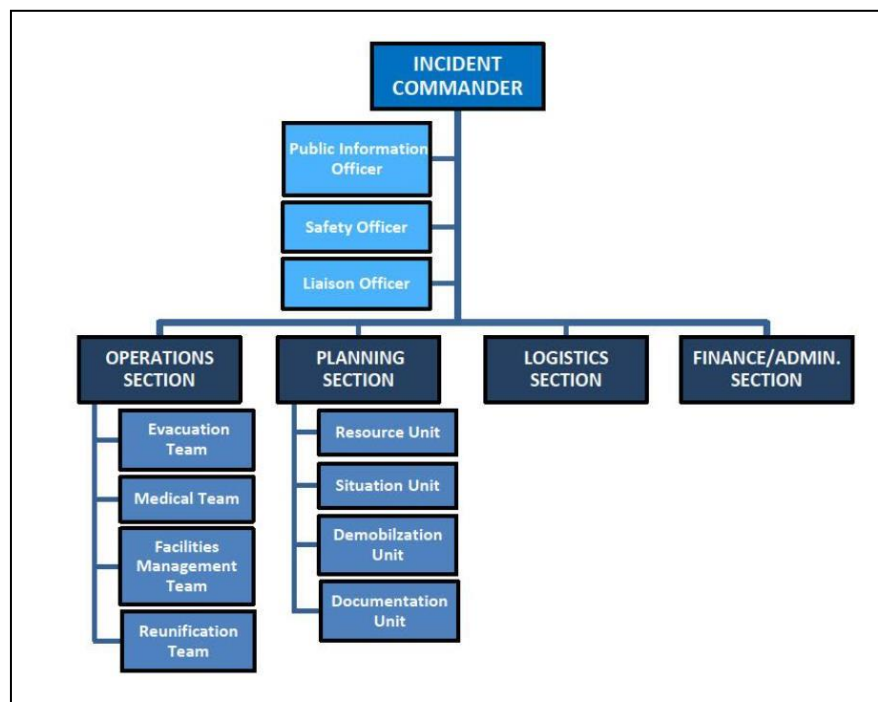 INCIDENT
COMMANDER
Public Information
Officer
Safety Officer
Liaison Officer
OPERATIONS
SECTION
PLANNING
SECTION
LOGISTICS
SECTION
FINANCE/ADMIN.
SECTION
Evacuation
Team
Medical Team
Facilities
Management
Team
Reunification
Team
Resource Unit
Situation Unit
Demobilzation
Unit
Documentation
Unit